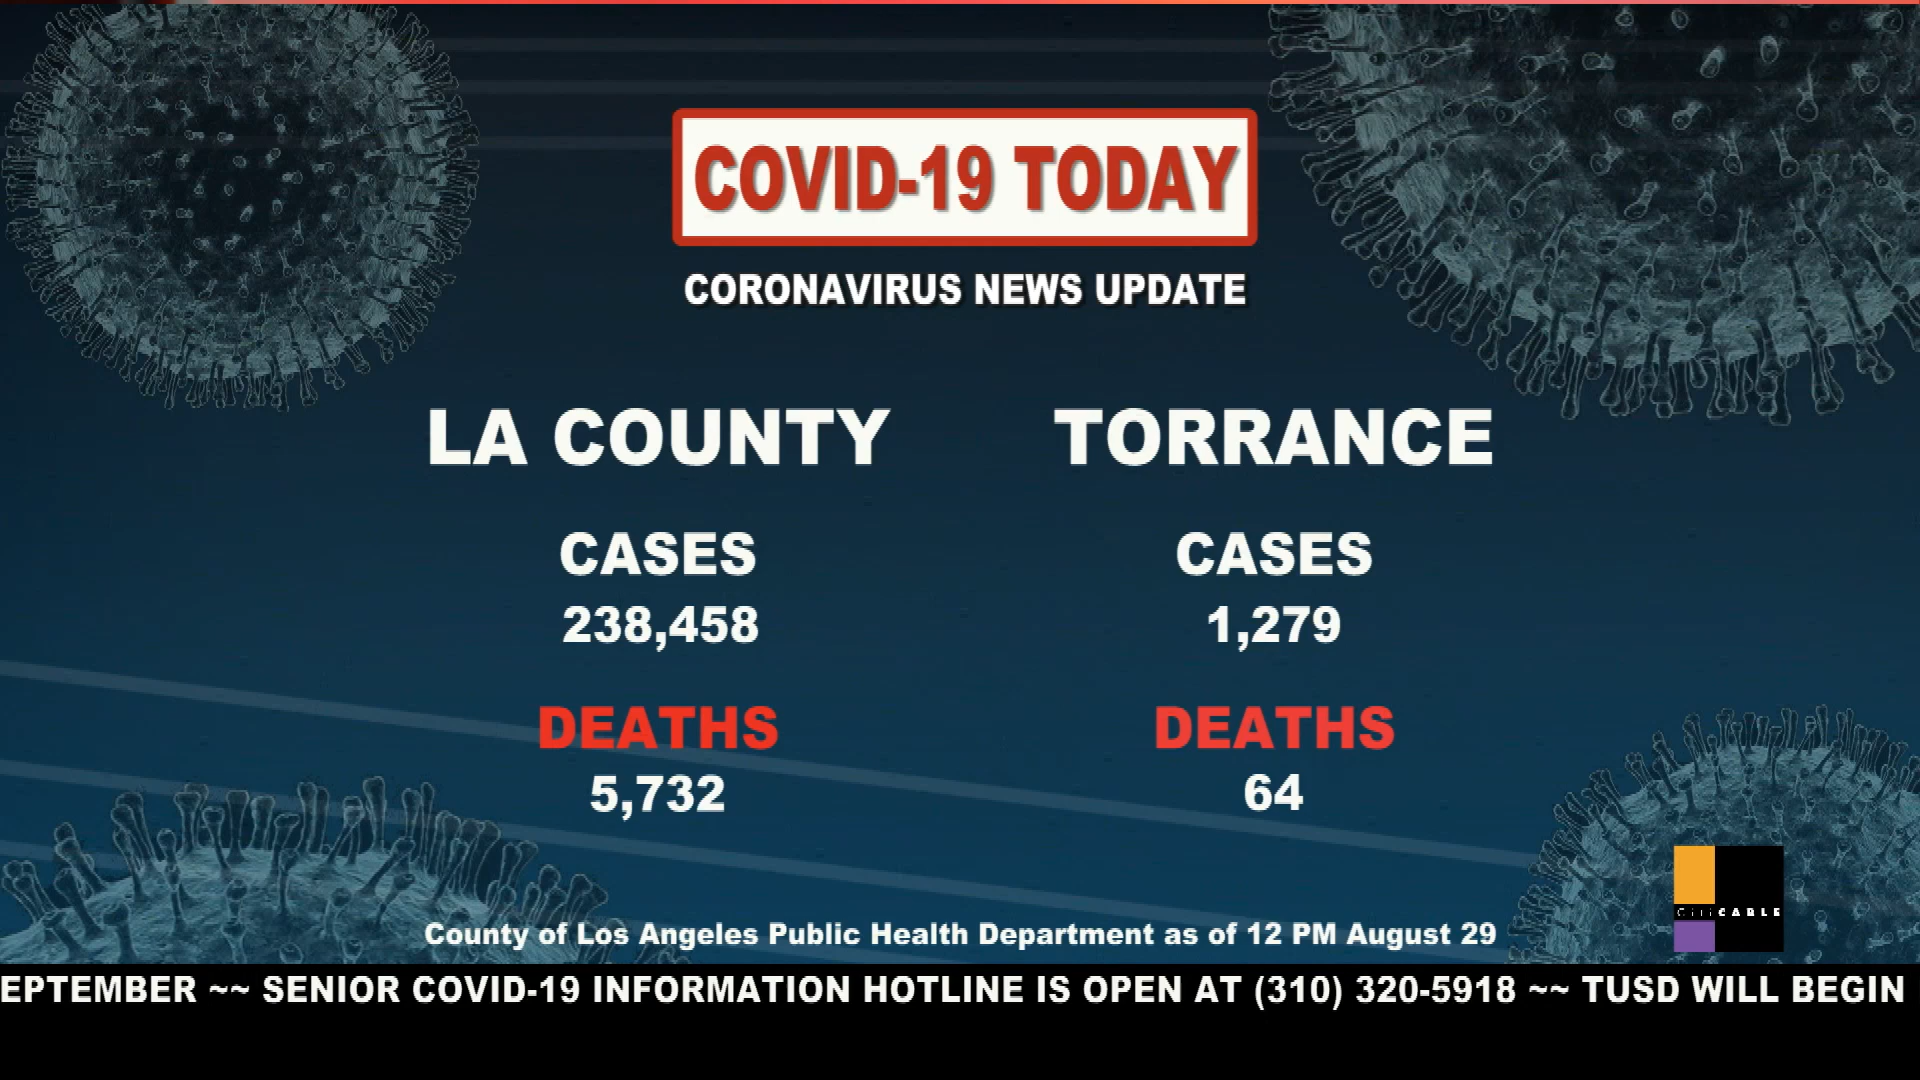 COVID-19 TODAY
CORONAVIRUS NEWS UPDATE
LA COUNTY
CASES
238,458
DEATHS
5,732
TORRANCE
CASES
1,279
DEATHS
64
County of Los Angeles Public Health Department as of 12 PM August 29
CITICABLE
EPTEMBER ~~ SENIOR COVID-19 INFORMATION HOTLINE IS OPEN AT (310) 320-5918 ~~ TUSD WILL BEGIN